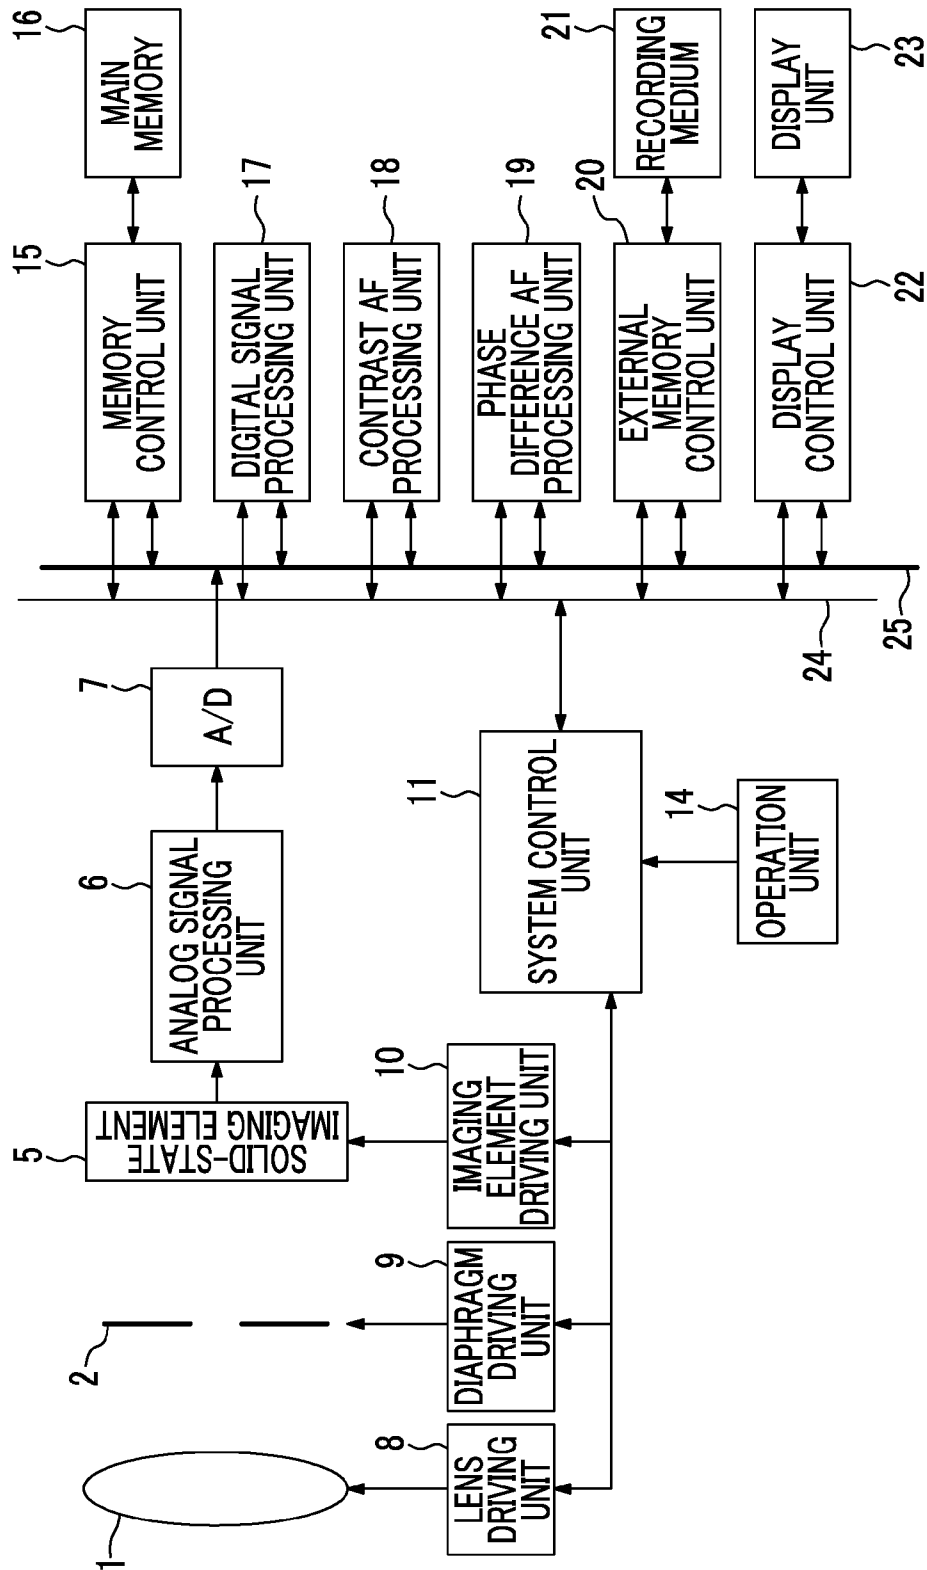 1
2
SOLID-STATE
IMAGING ELEMENT
5
ANALOG SIGNAL
PROCESSING
UNIT
6
A/D
7
LENS
DRIVING
UNIT
8
DIAPHRAGM
DRIVING
UNIT
9
IMAGING
ELEMENT
DRIVING UNIT
10
SYSTEM CONTROL
UNIT
11
OPERATION
UNIT
14
24
25
MEMORY
CONTROL UNIT
15
MAIN
MEMORY
16
DIGITAL SIGNAL
PROCESSING UNIT
17
CONTRAST AF
PROCESSING UNIT
18
PHASE
DIFFERENCE AF
PROCESSING UNIT
19
EXTERNAL
MEMORY
CONTROL UNIT
20
RECORDING
MEDIUM
21
DISPLAY
CONTROL UNIT
22
DISPLAY
UNIT
23